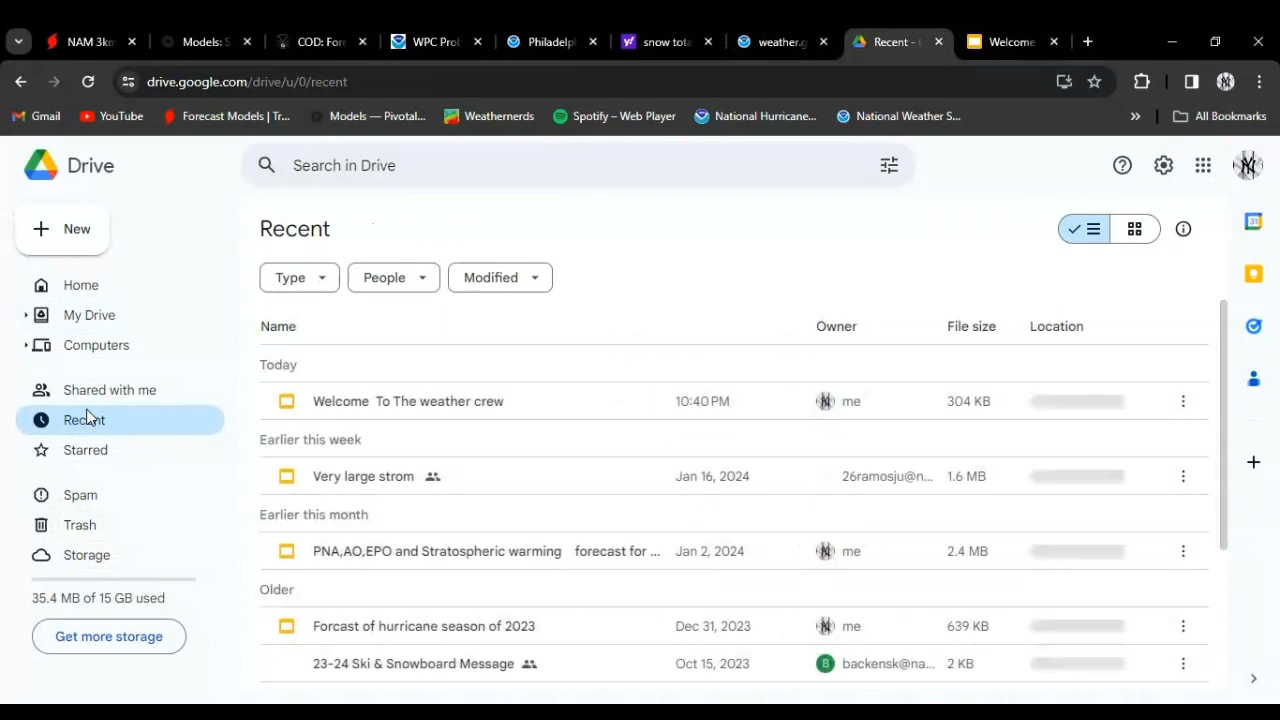 NAM 3km
Models: S
COD: Fore
WPC Prob
Philadelph
snow tota
weather.g
Recent -
Welcome
drive.google.com/drive/u/0/recent
Gmail
YouTube
Forecast Models | Tr...
Models — Pivotal...
Weathernerds
Spotify – Web Player
National Hurricane...
National Weather S...
All Bookmarks
Drive
Search in Drive
New
Recent
Home
Type
People
Modified
My Drive
Computers
Name
Owner
File size
Location
Today
Shared with me
Welcome To The weather crew
10:40 PM
me
304 KB
Recent
Earlier this week
Starred
Very large strom
Jan 16, 2024
26ramosju@n...
1.6 MB
Spam
Earlier this month
Trash
PNA,AO,EPO and Stratospheric warming forecast for ...
Jan 2, 2024
me
2.4 MB
Storage
Older
35.4 MB of 15 GB used
Forcast of hurricane season of 2023
Dec 31, 2023
me
639 KB
Get more storage
23-24 Ski & Snowboard Message
Oct 15, 2023
B
backensk@na...
2 KB